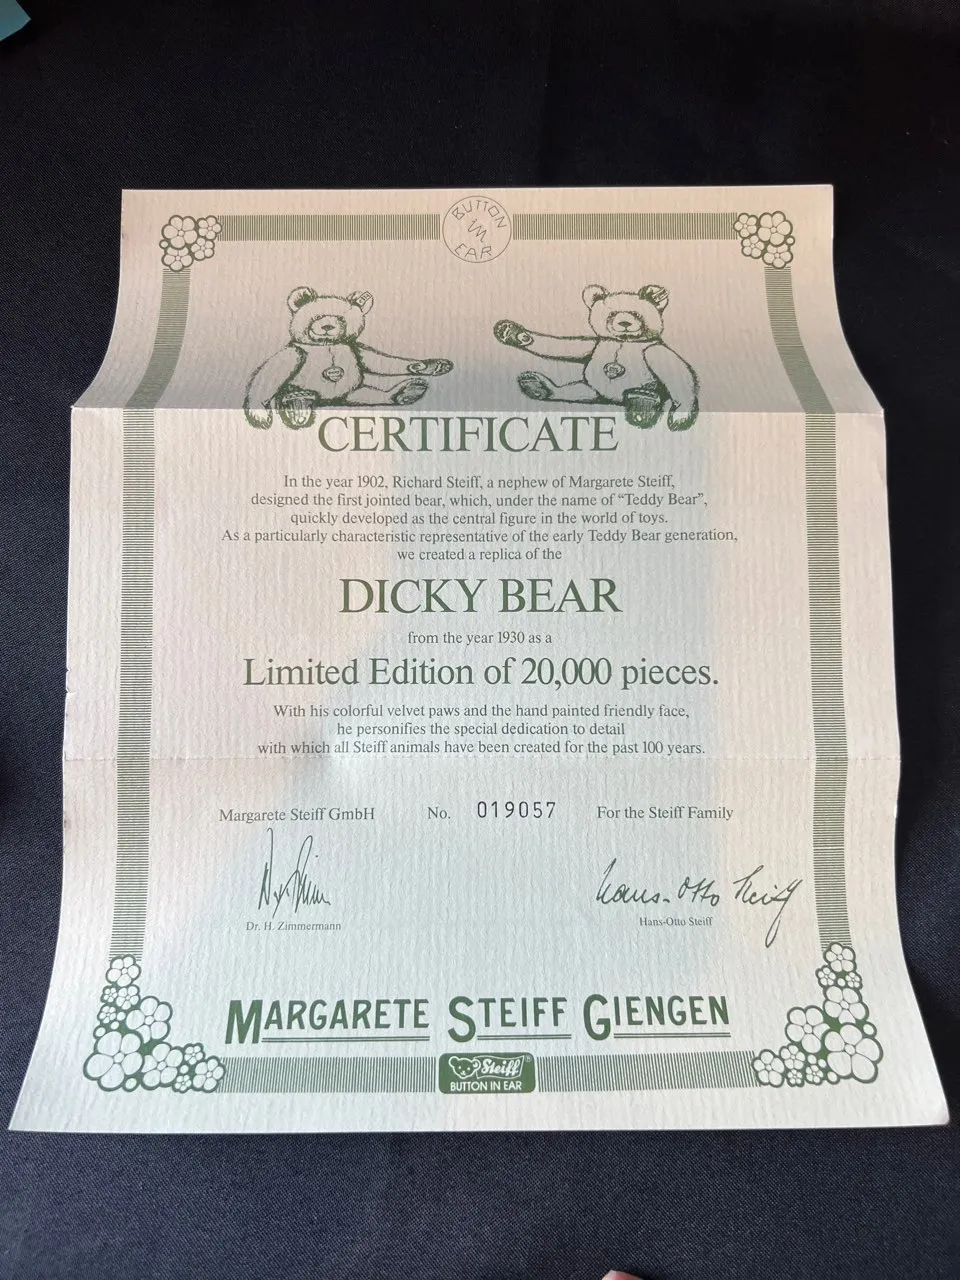 BUTTON
in
EAR
CERTIFICATE
In the year 1902, Richard Steiff, a nephew of Margarete Steiff,
designed the first jointed bear, which, under the name of “Teddy Bear”,
quickly developed as the central figure in the world of toys.
As a particularly characteristic representative of the early Teddy Bear generation,
we created a replica of the
DICKY BEAR
from the year 1930 as a
Limited Edition of 20,000 pieces.
With his colorful velvet paws and the hand painted friendly face,
he personifies the special dedication to detail
with which all Steiff animals have been created for the past 100 years.
Margarete Steiff GmbH No. 019057 For the Steiff Family
Hans-Otto Steiff
Dr. H. Zimmermann Hans-Otto Steiff
MARGARETE STEIFF GIENGEN
Steiff®
BUTTON IN EAR